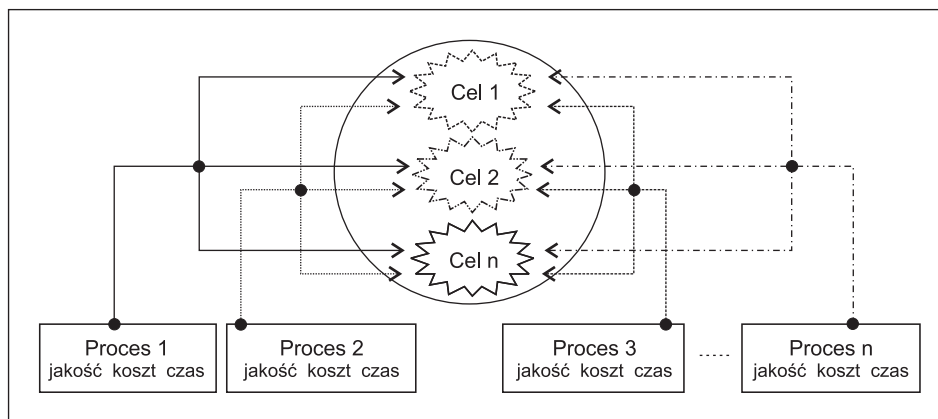 Cel 1
Cel 2
Cel n
Proces 1
jakość koszt czas
Proces 2
jakość koszt czas
Proces 3
jakość koszt czas
Proces n
jakość koszt czas